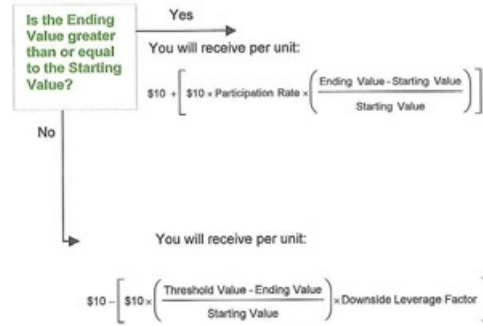 Is the Ending
Value greater
than or equal
to the Starting
Value?
Yes
You will receive per unit:
$10 + [ $10 × Participation Rate × ( Ending Value - Starting Value
Starting Value ) ]
No
You will receive per unit:
$10 – [ $10 × ( Threshold Value - Ending Value
Starting Value ) × Downside Leverage Factor